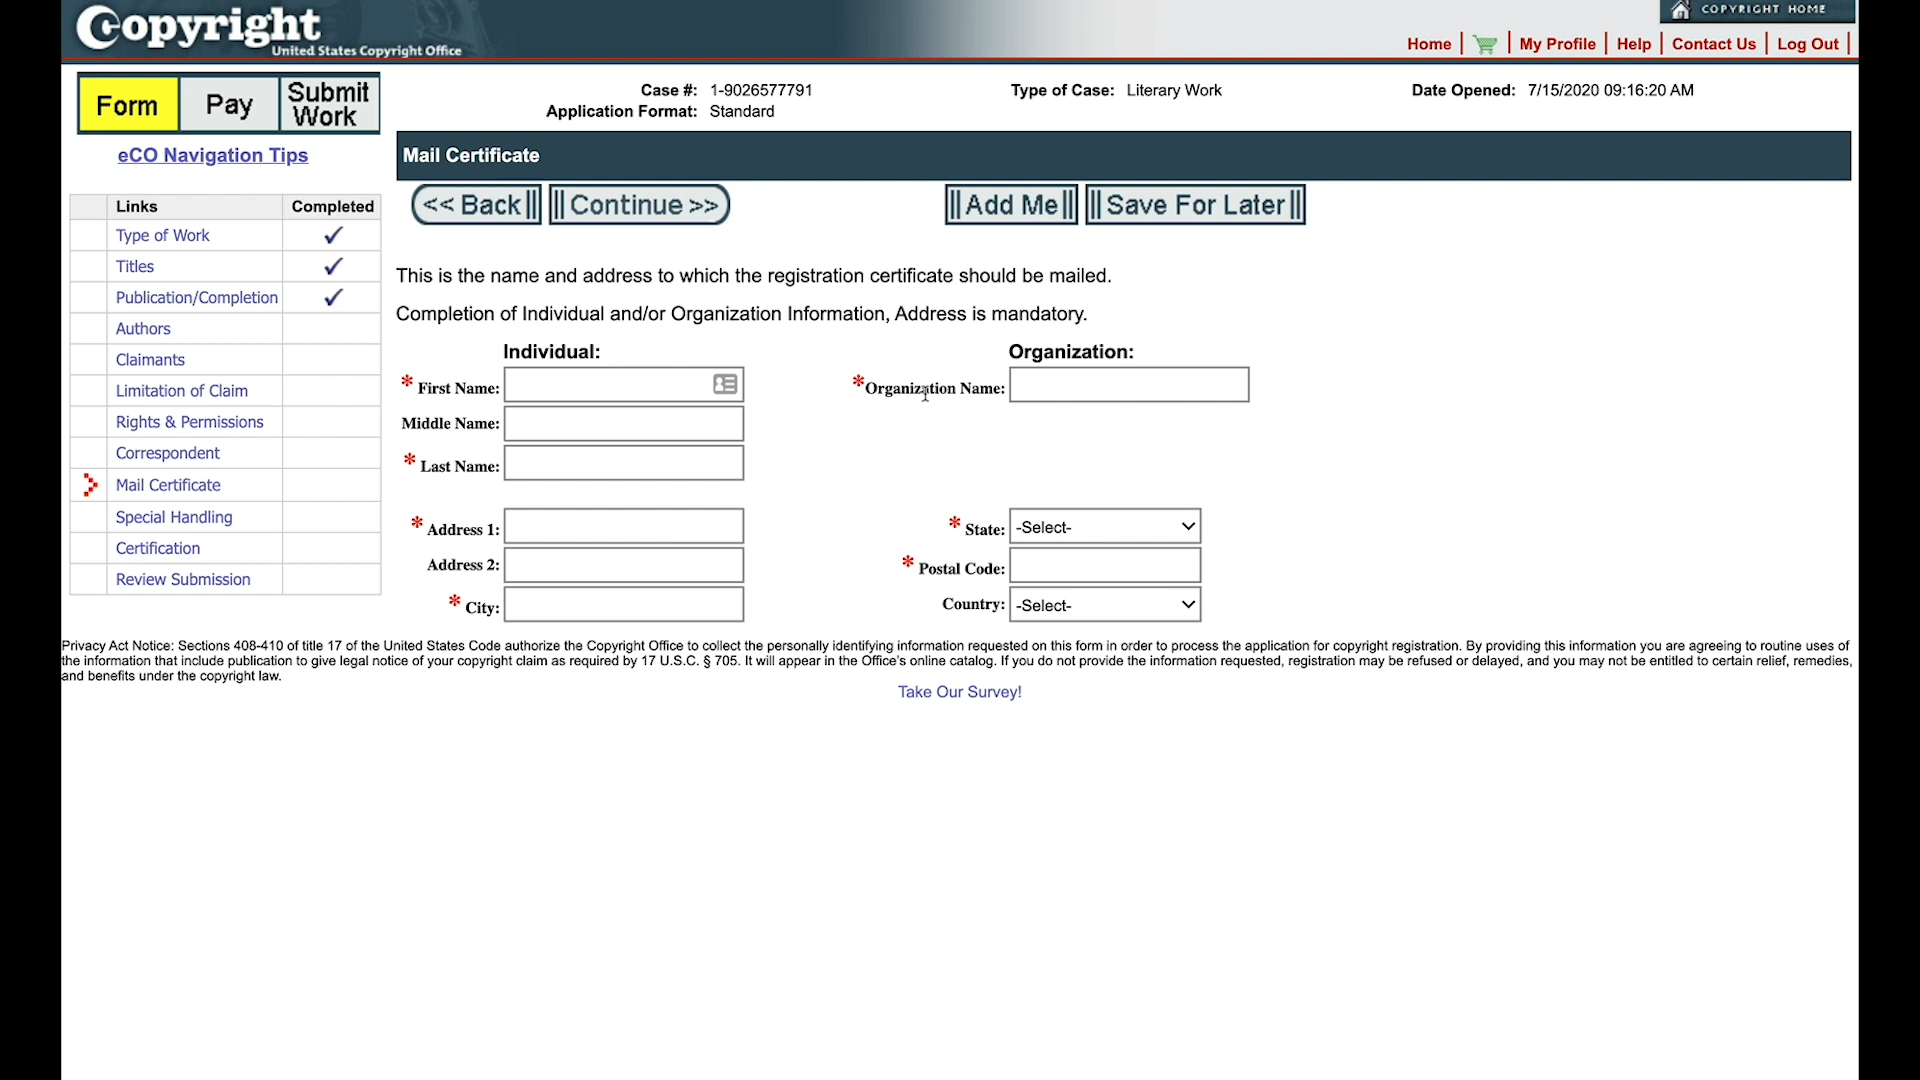 COPYRIGHT HOME
Copyright
United States Copyright Office
Home My Profile Help Contact Us Log Out
Form Pay Submit Work
Case #: 1-9026577791 Type of Case: Literary Work Date Opened: 7/15/2020 09:16:20 AM
Application Format: Standard
eCO Navigation Tips
Mail Certificate
<< Back Continue >> Add Me Save For Later
Links Completed
Type of Work
Titles
Publication/Completion
Authors
Claimants
Limitation of Claim
Rights & Permissions
Correspondent
Mail Certificate
Special Handling
Certification
Review Submission
This is the name and address to which the registration certificate should be mailed.
Completion of Individual and/or Organization Information, Address is mandatory.
Individual: Organization:
* First Name: *Organization Name:
Middle Name:
* Last Name:
* Address 1: * State: -Select-
Address 2: * Postal Code:
* City: Country: -Select-
Privacy Act Notice: Sections 408-410 of title 17 of the United States Code authorize the Copyright Office to collect the personally identifying information requested on this form in order to process the application for copyright registration. By providing this information you are agreeing to routine uses of
the information that include publication to give legal notice of your copyright claim as required by 17 U.S.C. § 705. It will appear in the Office's online catalog. If you do not provide the information requested, registration may be refused or delayed, and you may not be entitled to certain relief, remedies,
and benefits under the copyright law.
Take Our Survey!